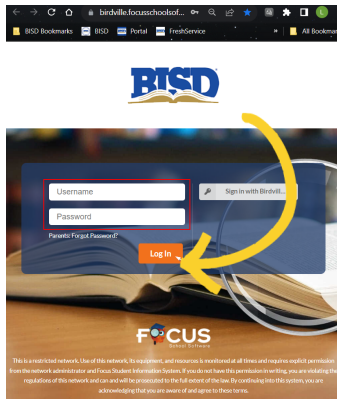 birdville.focusschoolsof...
BISD Bookmarks BISD Portal FreshService » All Bookmar
BISD
Username Sign in with Birdvill...
Password
Parents: Forgot Password?
Log In
FOCUS
School Software
This is a restricted network. Use of this network, its equipment, and resources is monitored at all times and requires explicit permission
from the network administrator and Focus Student Information System. If you do not have this permission in writing, you are violating the
regulations of this network and can and will be prosecuted to the full extent of the law. By continuing into this system, you are
acknowledging that you are aware of and agree to these terms.